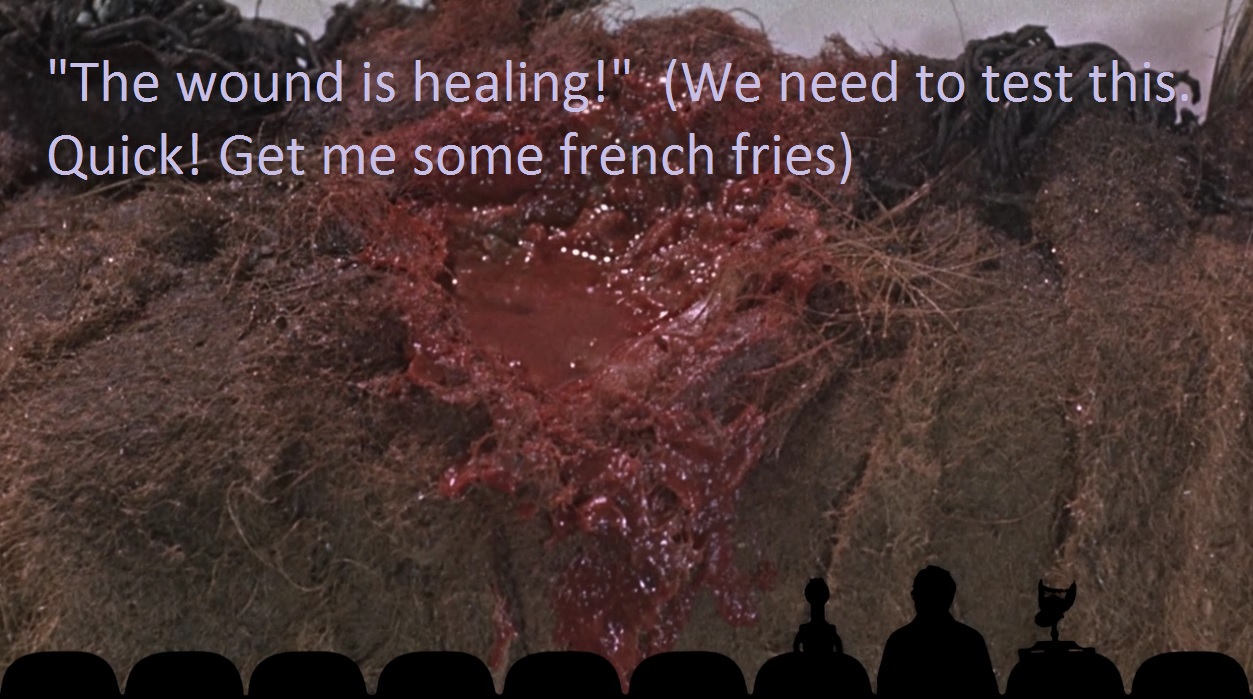 "The wound is healing!"  (We need to test this.
Quick! Get me some french fries)